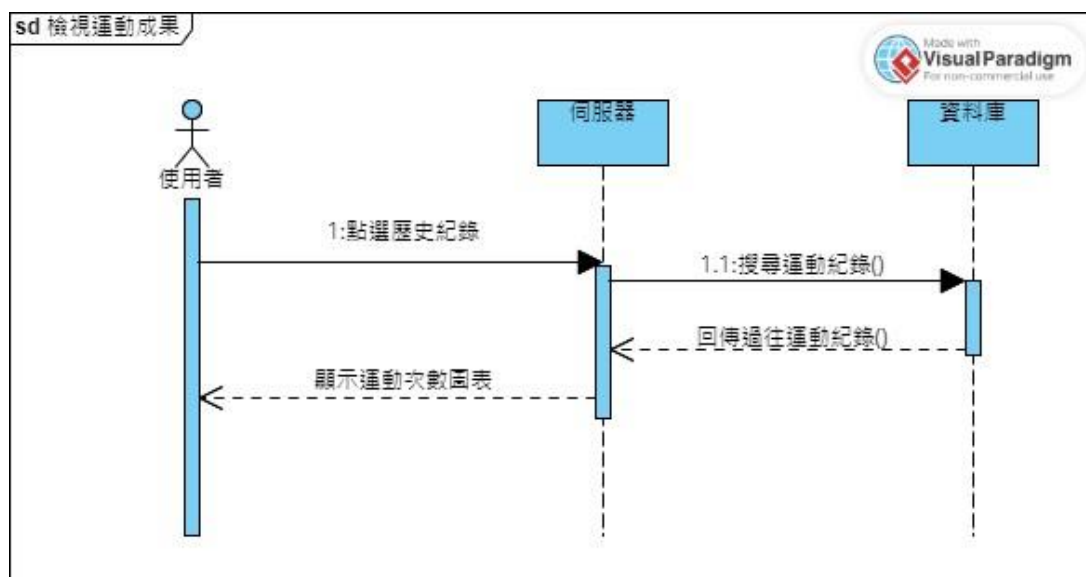 sd 檢視運動成果
Made with
Visual Paradigm
For non-commercial use
伺服器
資料庫
使用者
1:點選歷史紀錄
1.1:搜尋運動紀錄()
回傳過往運動紀錄()
顯示運動次數圖表